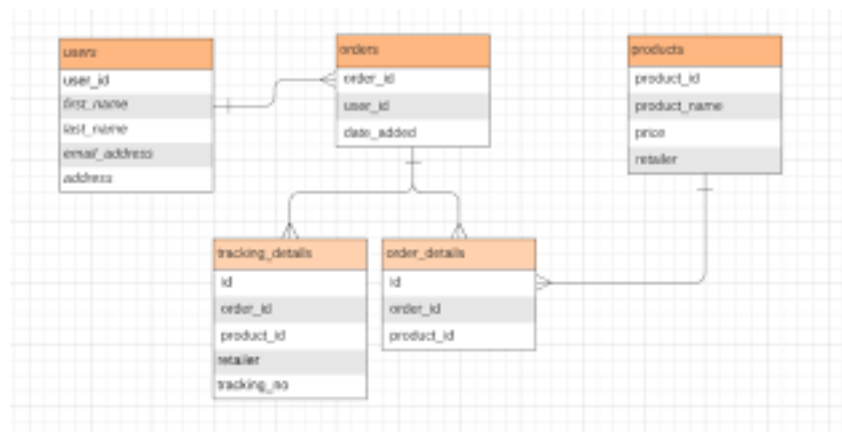 users
user_id
first_name
last_name
email_address
address
orders
order_id
user_id
date_added
products
product_id
product_name
price
retailer
tracking_details
id
order_id
product_id
retailer
tracking_no
order_details
id
order_id
product_id